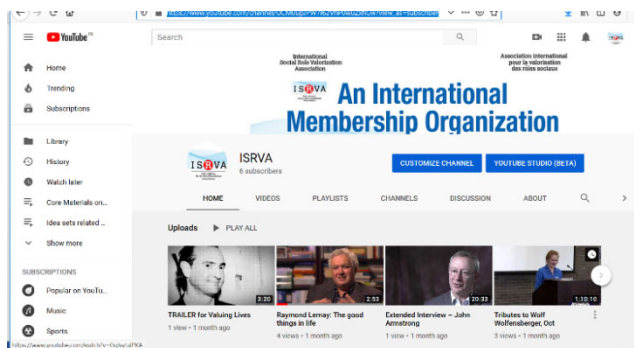 YouTube
Search
International
Social Role Valorization
Association
Association International
pour la valorisation
des rôles sociaux
ISRVA
An International
Membership Organization
Home
Trending
Subscriptions
Library
History
Watch later
Core Materials on...
Idea sets related ...
Show more
SUBSCRIPTIONS
Popular on YouTu...
Music
Sports
ISRVA
ISRVA
6 subscribers
CUSTOMIZE CHANNEL
YOUTUBE STUDIO (BETA)
HOME VIDEOS PLAYLISTS CHANNELS DISCUSSION ABOUT
Uploads PLAY ALL
3:20 2:53 20:33 1:10:10
TRAILER for Valuing Lives
1 view • 1 month ago
Raymond Lemay: The good
things in life
4 views • 1 month ago
Extended Interview – John
Armstrong
1 view • 1 month ago
Tributes to Wolf
Wolfensberger, Oct
3 views • 1 month ago